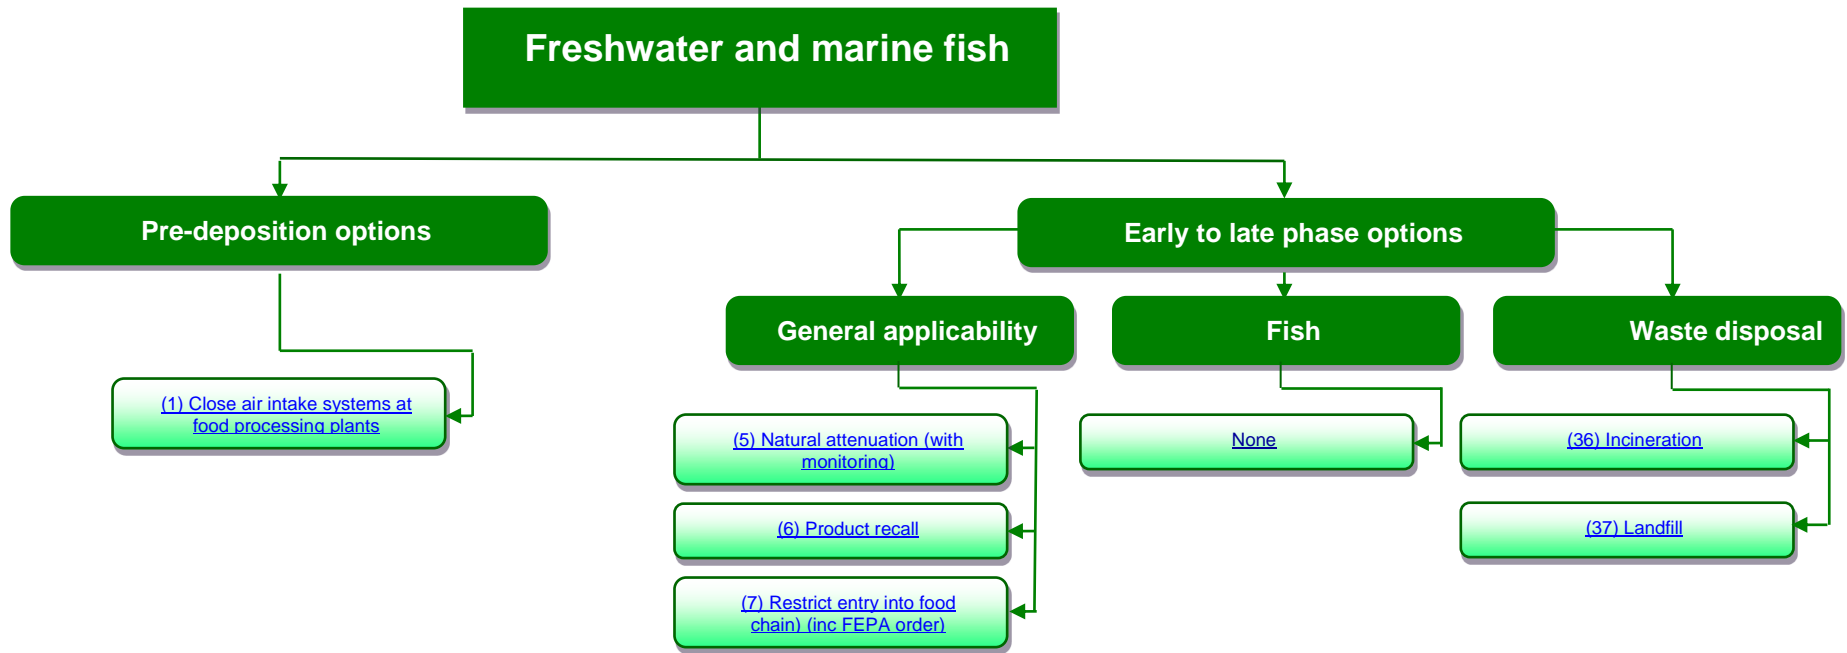 Freshwater and marine fish
Pre-deposition options
Early to late phase options
General applicability
Fish
Waste disposal
(1) Close air intake systems at
food processing plants
(5) Natural attenuation (with
monitoring)
None
(36) Incineration
(6) Product recall
(37) Landfill
(7) Restrict entry into food
chain) (inc FEPA order)